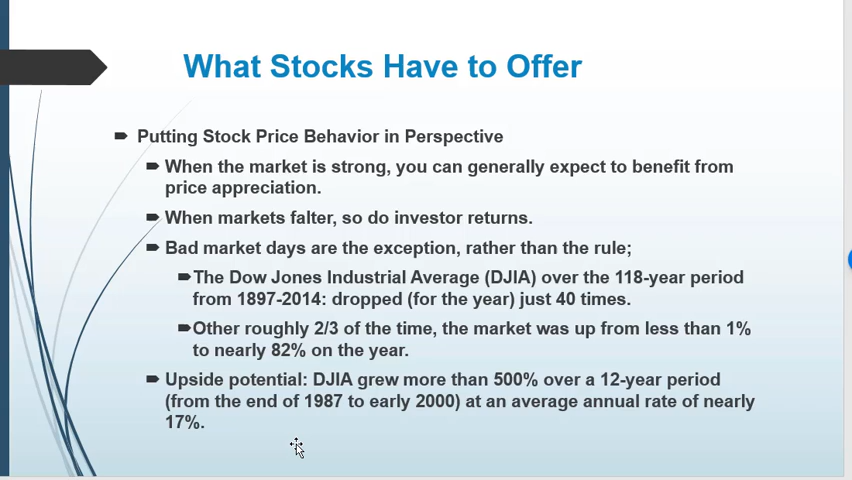 What Stocks Have to Offer
Putting Stock Price Behavior in Perspective
When the market is strong, you can generally expect to benefit from
price appreciation.
When markets falter, so do investor returns.
Bad market days are the exception, rather than the rule;
The Dow Jones Industrial Average (DJIA) over the 118-year period
from 1897-2014: dropped (for the year) just 40 times.
Other roughly 2/3 of the time, the market was up from less than 1%
to nearly 82% on the year.
Upside potential: DJIA grew more than 500% over a 12-year period
(from the end of 1987 to early 2000) at an average annual rate of nearly
17%.